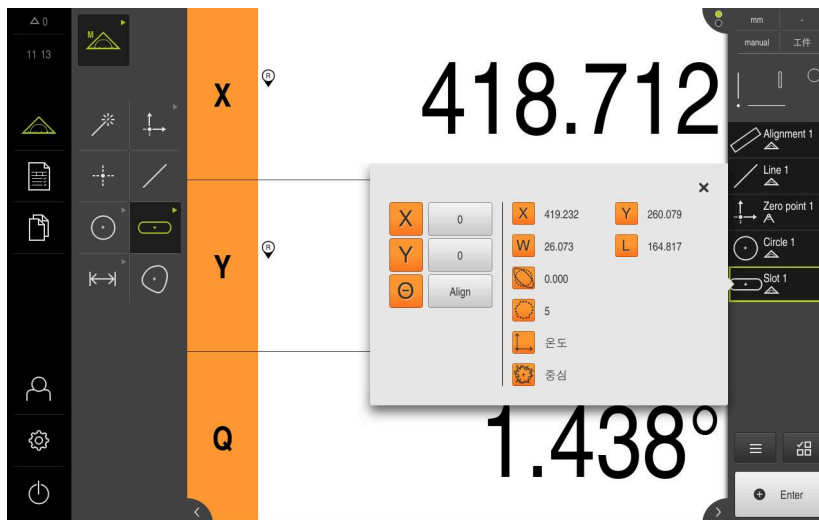 0
11 13
M
X
R
418.712
mm
-
manual
工件
Alignment 1
Line 1
Zero point 1
Circle 1
Slot 1
Y
R
X
0
Y
0
Θ
Align
X
419.232
Y
260.079
W
26.073
L
164.817
0.000
5
온도
중심
Q
1.438°
Enter